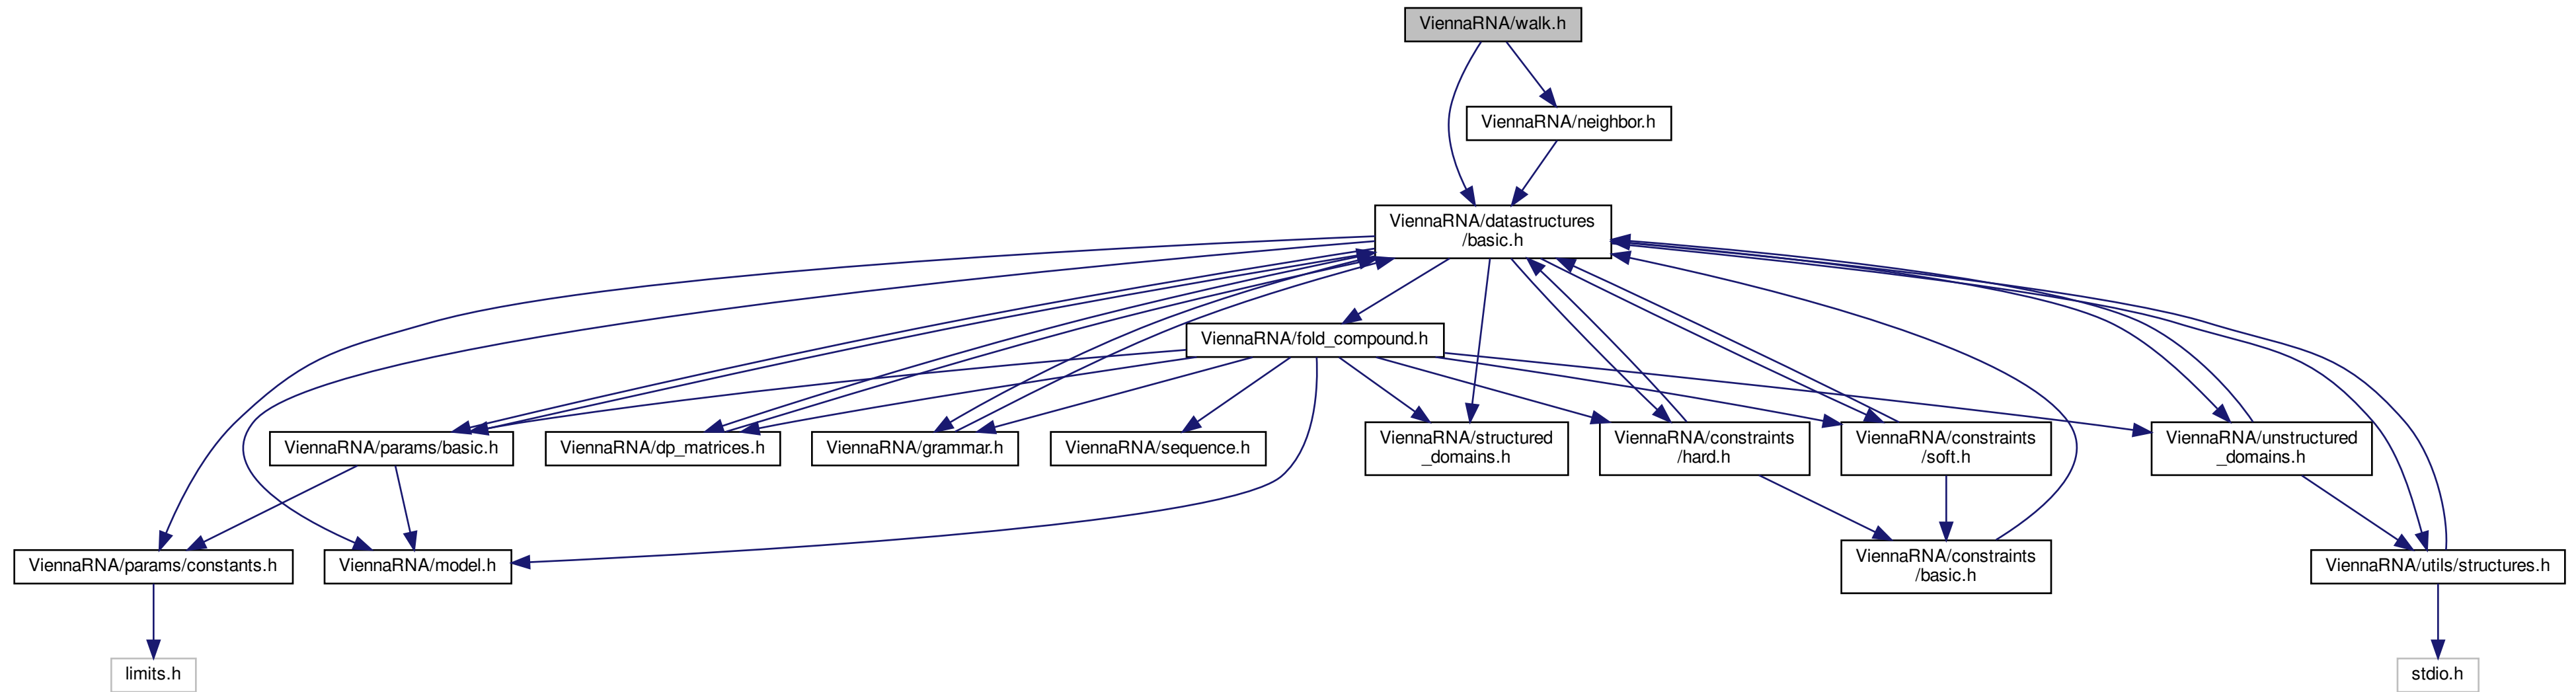 ViennaRNA/walk.h
ViennaRNA/neighbor.h
ViennaRNA/datastructures
/basic.h
ViennaRNA/fold_compound.h
ViennaRNA/params/basic.h
ViennaRNA/dp_matrices.h
ViennaRNA/grammar.h
ViennaRNA/sequence.h
ViennaRNA/structured
_domains.h
ViennaRNA/constraints
/hard.h
ViennaRNA/constraints
/soft.h
ViennaRNA/unstructured
_domains.h
ViennaRNA/params/constants.h
ViennaRNA/model.h
ViennaRNA/constraints
/basic.h
ViennaRNA/utils/structures.h
limits.h
stdio.h